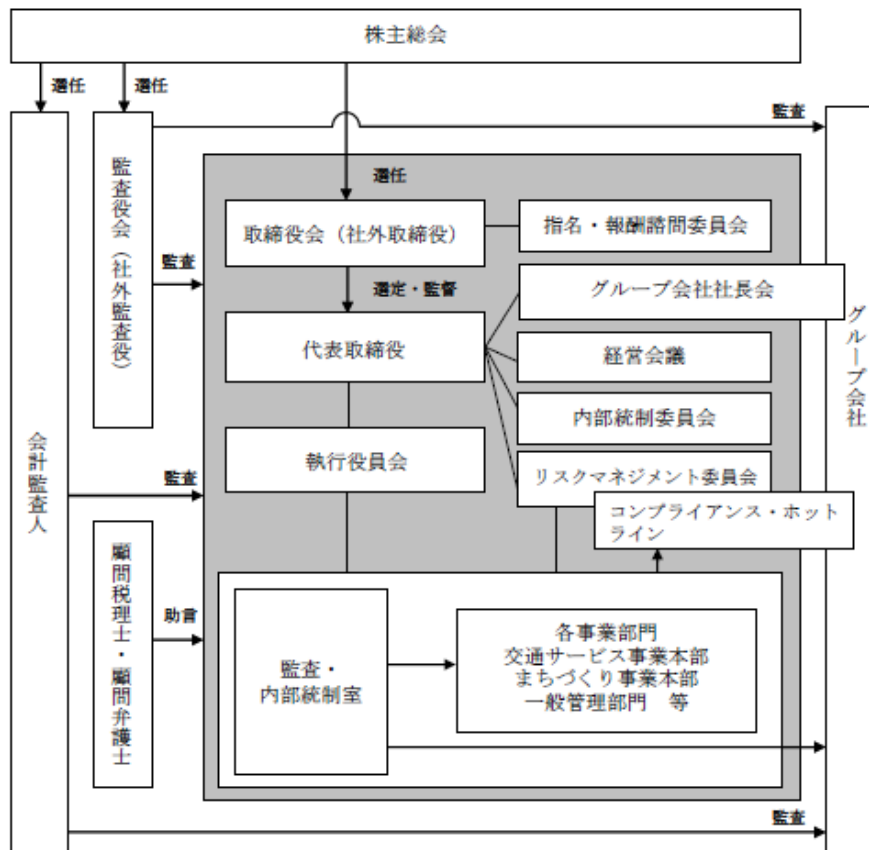 株主総会
選任
選任
監査
監査役会（社外監査役）
選任
取締役会（社外取締役）
指名・報酬諮問委員会
監査
選定・監督
グループ会社社長会
代表取締役
経営会議
グループ会社
内部統制委員会
会計監査人
執行役員会
リスクマネジメント委員会
監査
コンプライアンス・ホット
ライン
顧問税理士・顧問弁護士
助言
監査・
内部統制室
各事業部門
交通サービス事業本部
まちづくり事業本部
一般管理部門　等
監査